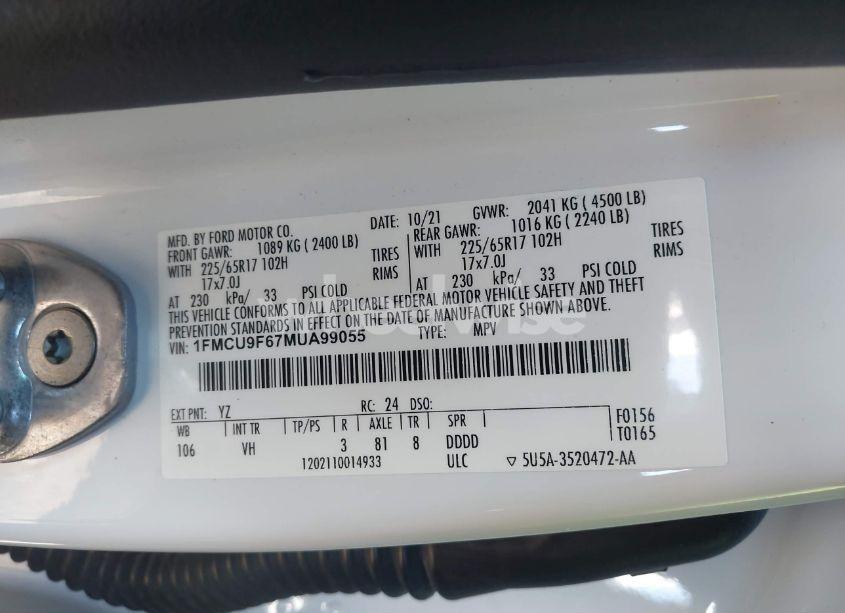 MFD. BY FORD MOTOR CO. DATE: 10/21 GVWR: 2041 KG ( 4500 LB)
FRONT GAWR: 1089 KG ( 2400 LB) REAR GAWR: 1016 KG ( 2240 LB)
WITH 225/65R17 102H TIRES WITH 225/65R17 102H TIRES
17x7.0J RIMS 17x7.0J RIMS
AT 230 kPa/ 33 PSI COLD AT 230 kPa/ 33 PSI COLD
THIS VEHICLE CONFORMS TO ALL APPLICABLE FEDERAL MOTOR VEHICLE SAFETY AND THEFT
PREVENTION STANDARDS IN EFFECT ON THE DATE OF MANUFACTURE SHOWN ABOVE.
VIN: 1FMCU9F67MUA99055 TYPE: MPV
EXT PNT: YZ RC: 24 DSO:
WB INT TR TP/PS R AXLE TR SPR F0156
106 VH 3 81 8 DDDD T0165
1202110014933 ULC ▽ 5U5A-3520472-AA